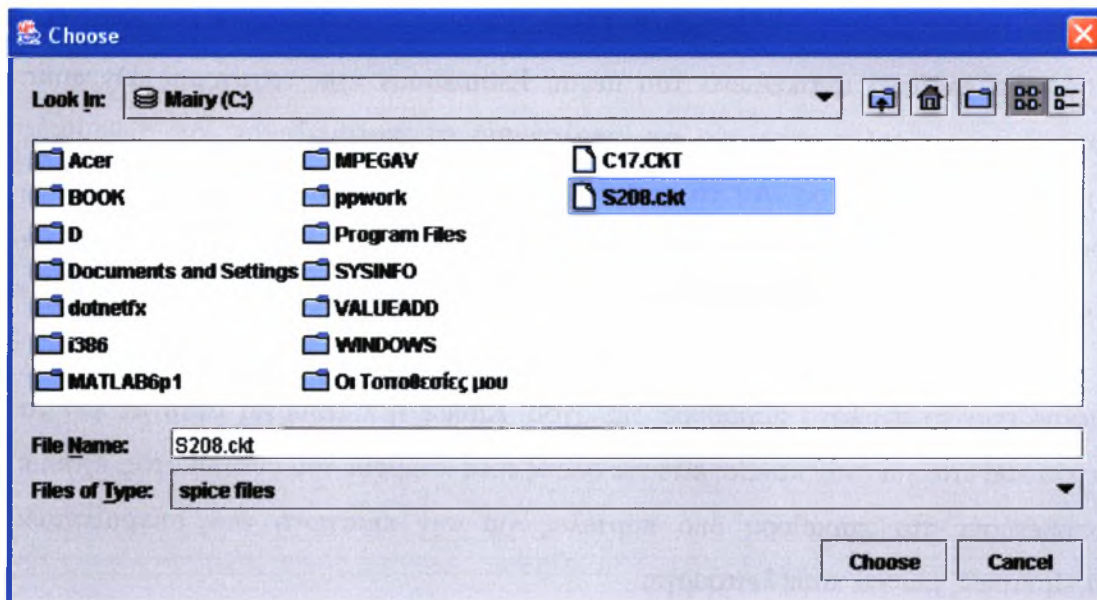 Choose
Look In: Mairy (C:)
Acer MPEGAV C17.CKT
BOOK ppwork S208.ckt
D Program Files
Documents and Settings SYSINFO
dotnetfx VALUEADD
i386 WINDOWS
MATLAB6p1 Οι Τοποθεσίες μου
File Name: S208.ckt
Files of Type: spice files
Choose Cancel